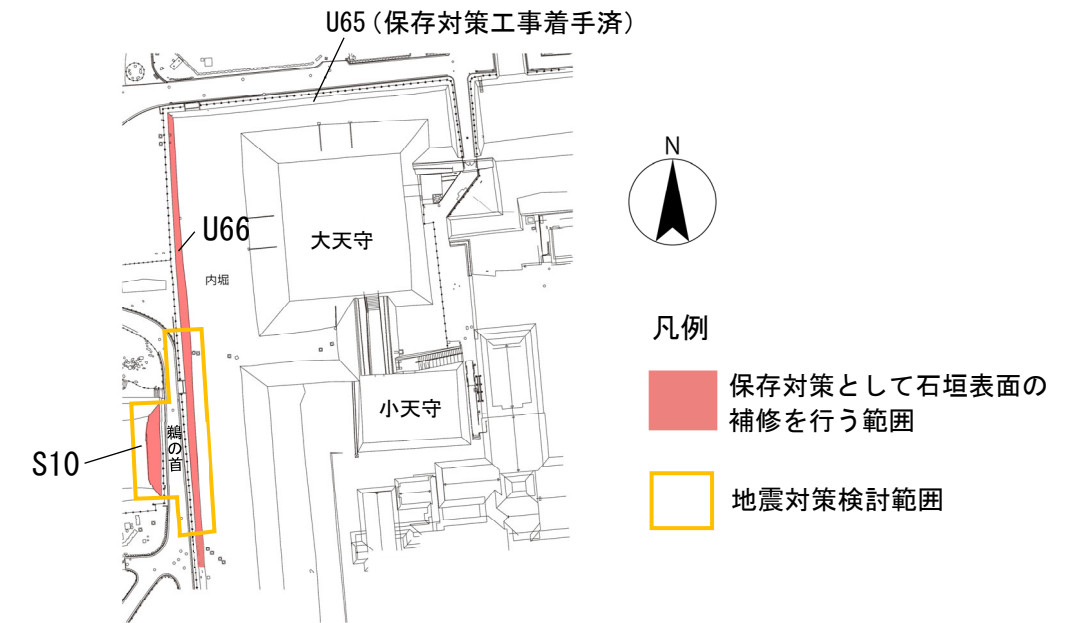 U65(保存対策工事着手済)
N
U66
大天守
内堀
凡例
保存対策として石垣表面の
補修を行う範囲
小天守
鵜の首
S10
地震対策検討範囲